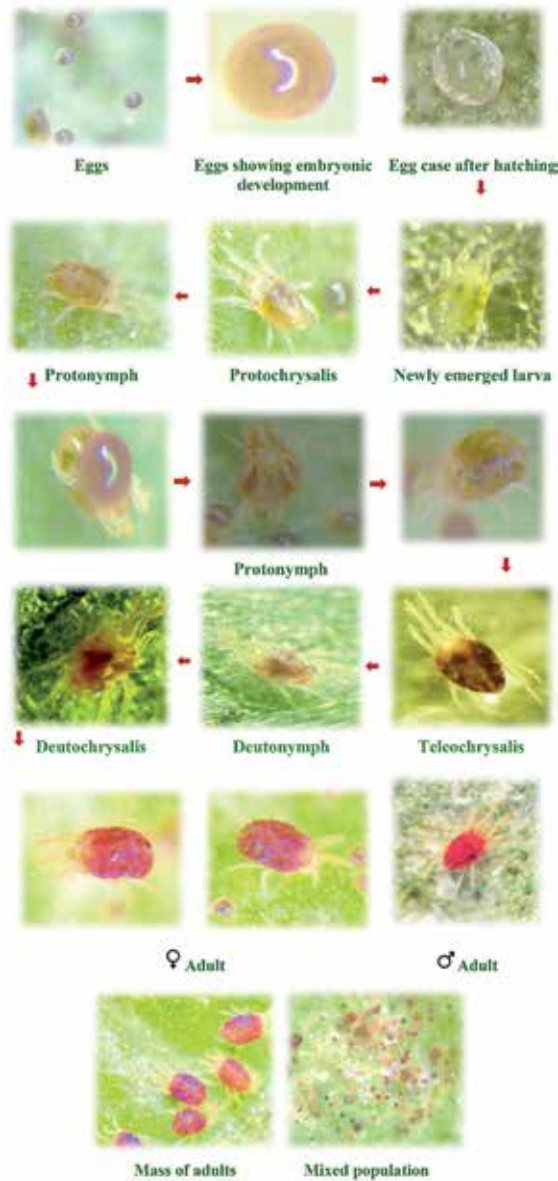 Eggs
Eggs showing embryonic
development
Egg case after hatching
Protonymph
Protochrysalis
Newly emerged larva
Protonymph
Deutochrysalis
Deutonymph
Teleochrysalis
♀ Adult
♂ Adult
Mass of adults
Mixed population